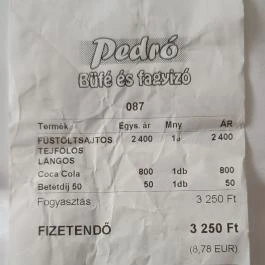 Pedró
Büfé és fagyizó
087
Termék Egys. ár Mny ÁR
FÜSTÖLTSAJTOS 2 400 2 400
TEJFÖLÖS
LÁNGOS
Coca Cola 800 1db 800
Betétdíj 50 50 1db 50
Fogyasztás 3 250 Ft
FIZETENDŐ 3 250 Ft
(8,78 EUR)